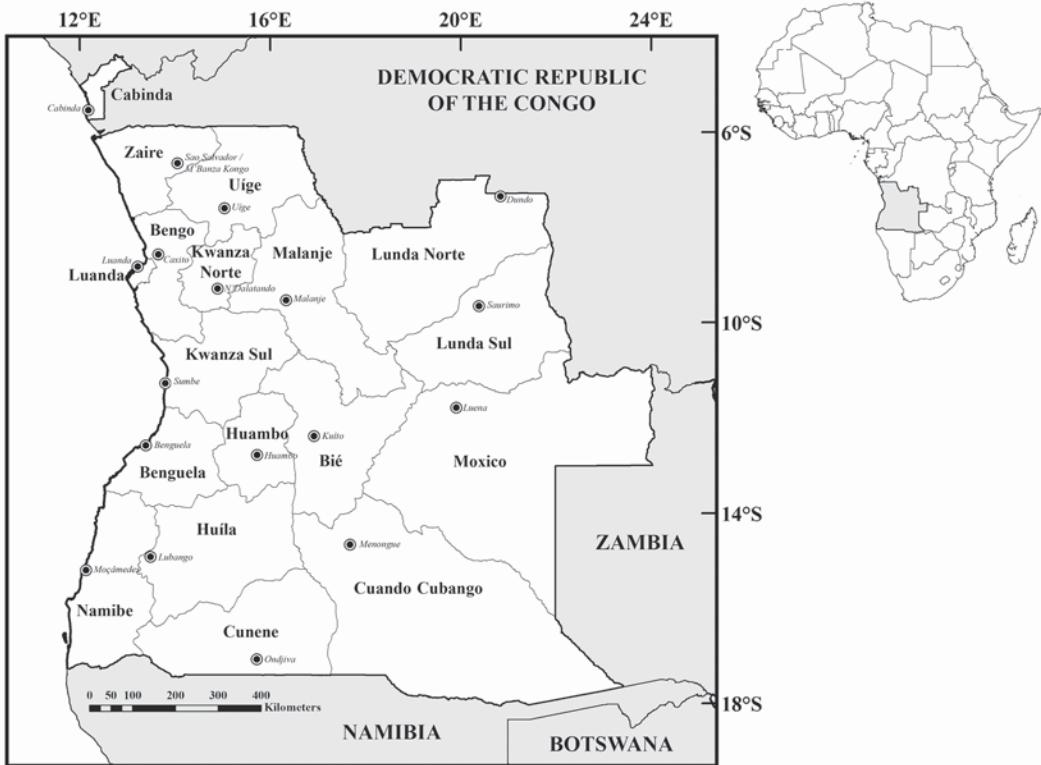 12°E 16°E 20°E 24°E
DEMOCRATIC REPUBLIC
OF THE CONGO
Cabinda
Cabinda
6°S
Zaire
Sao Salvador /
M'Banza Kongo
Uíge
Uíge
Dundo
Bengo
Kwanza
Norte
Malanje
Lunda Norte
Luanda
Caxito
Luanda
N'Dalatando
Malanje
Saurimo
10°S
Kwanza Sul
Lunda Sul
Sumbe
Luena
Huambo
Kuito
Benguela
Huambo
Bié
Moxico
Benguela
14°S
Huíla
ZAMBIA
Menongue
Lubango
Moçâmedes
Cuando Cubango
Namibe
Cunene
Ondjiva
0 50 100 200 300 400
Kilometers
18°S
NAMIBIA
BOTSWANA